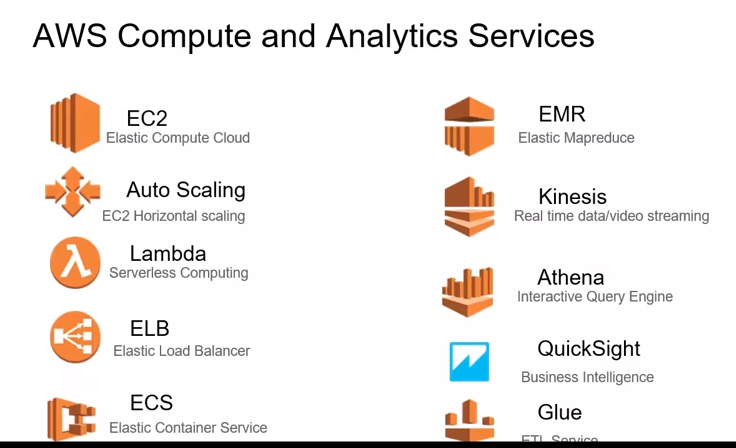 AWS Compute and Analytics Services
EC2
Elastic Compute Cloud
Auto Scaling
EC2 Horizontal scaling
Lambda
Serverless Computing
ELB
Elastic Load Balancer
ECS
Elastic Container Service
EMR
Elastic Mapreduce
Kinesis
Real time data/video streaming
Athena
Interactive Query Engine
QuickSight
Business Intelligence
Glue
ETL Service